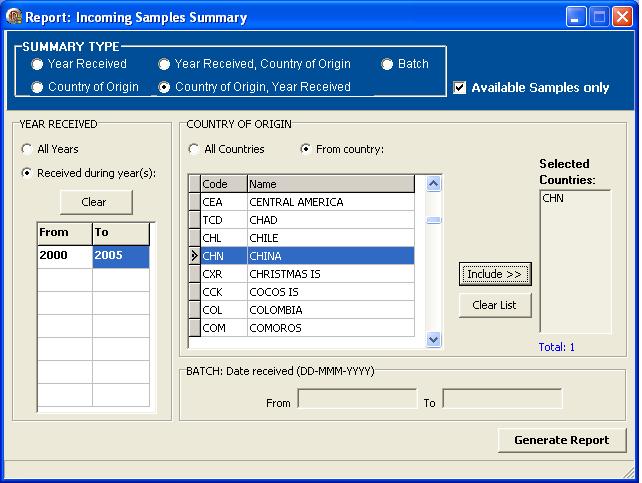 Report: Incoming Samples Summary
SUMMARY TYPE
Year Received
Year Received, Country of Origin
Batch
Country of Origin
Country of Origin, Year Received
Available Samples only
YEAR RECEIVED
All Years
Received during year(s):
Clear
From To
2000 2005
COUNTRY OF ORIGIN
All Countries
From country:
Code Name
CEA CENTRAL AMERICA
TCD CHAD
CHL CHILE
CHN CHINA
CXR CHRISTMAS IS
CCK COCOS IS
COL COLOMBIA
COM COMOROS
Include >>
Clear List
Selected
Countries:
CHN
Total: 1
BATCH: Date received (DD-MMM-YYYY)
From To
Generate Report